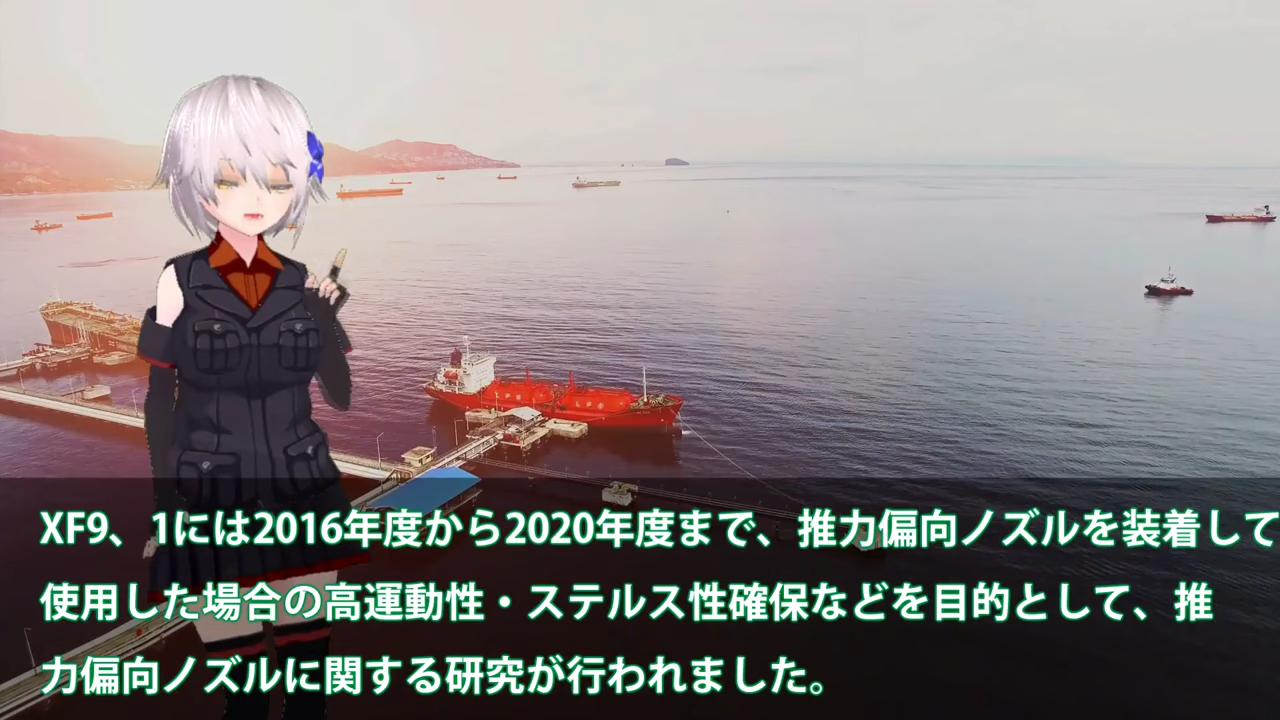 XF9、1には2016年度から2020年度まで、推力偏向ノズルを装着して
使用した場合の高運動性・ステルス性確保などを目的として、推
力偏向ノズルに関する研究が行われました。